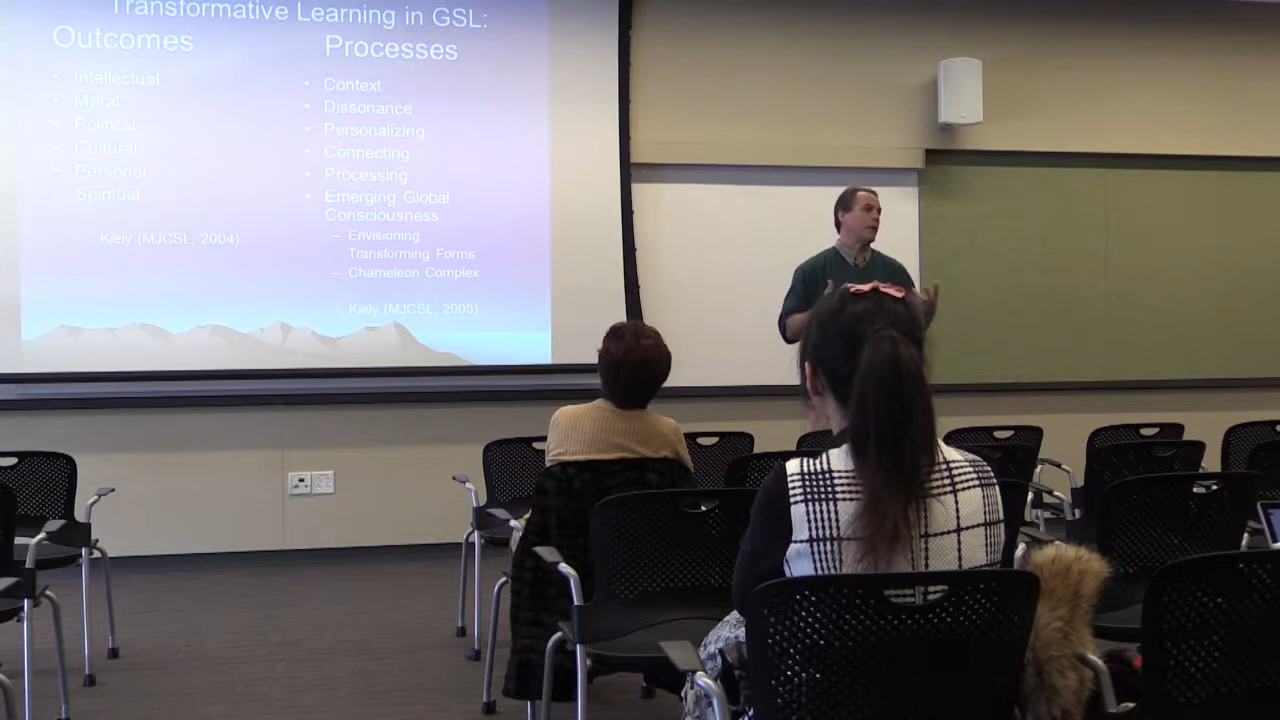 Transformative Learning in GSL:
Outcomes
• Intellectual
• Moral
• Political
• Cultural
• Personal
Spiritual
Kiely (MJCSL, 2004)
Processes
• Context
• Dissonance
• Personalizing
• Connecting
• Processing
• Emerging Global
Consciousness
– Envisioning
– Transforming Forms
– Chameleon Complex
– Kiely (MJCSL, 2005)